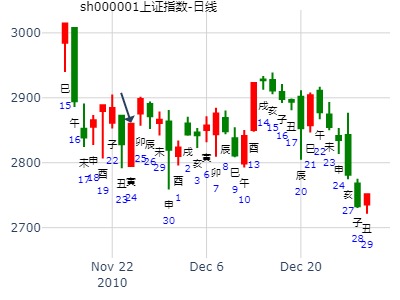 sh000001上证指数-日线
3000
2900
2800
2700
巳
15
午
16
未
17
申
18
酉
19
子
22
丑
23
寅
24
卯
25
辰
26
未
29
申
30
酉
1
戌
2
亥
3
寅
6
卯
7
辰
8
巳
9
午
10
酉
13
戌
14
亥
15
子
16
丑
17
辰
20
巳
21
午
22
未
23
申
24
亥
27
子
28
丑
29
Nov 22
2010
Dec 6
Dec 20